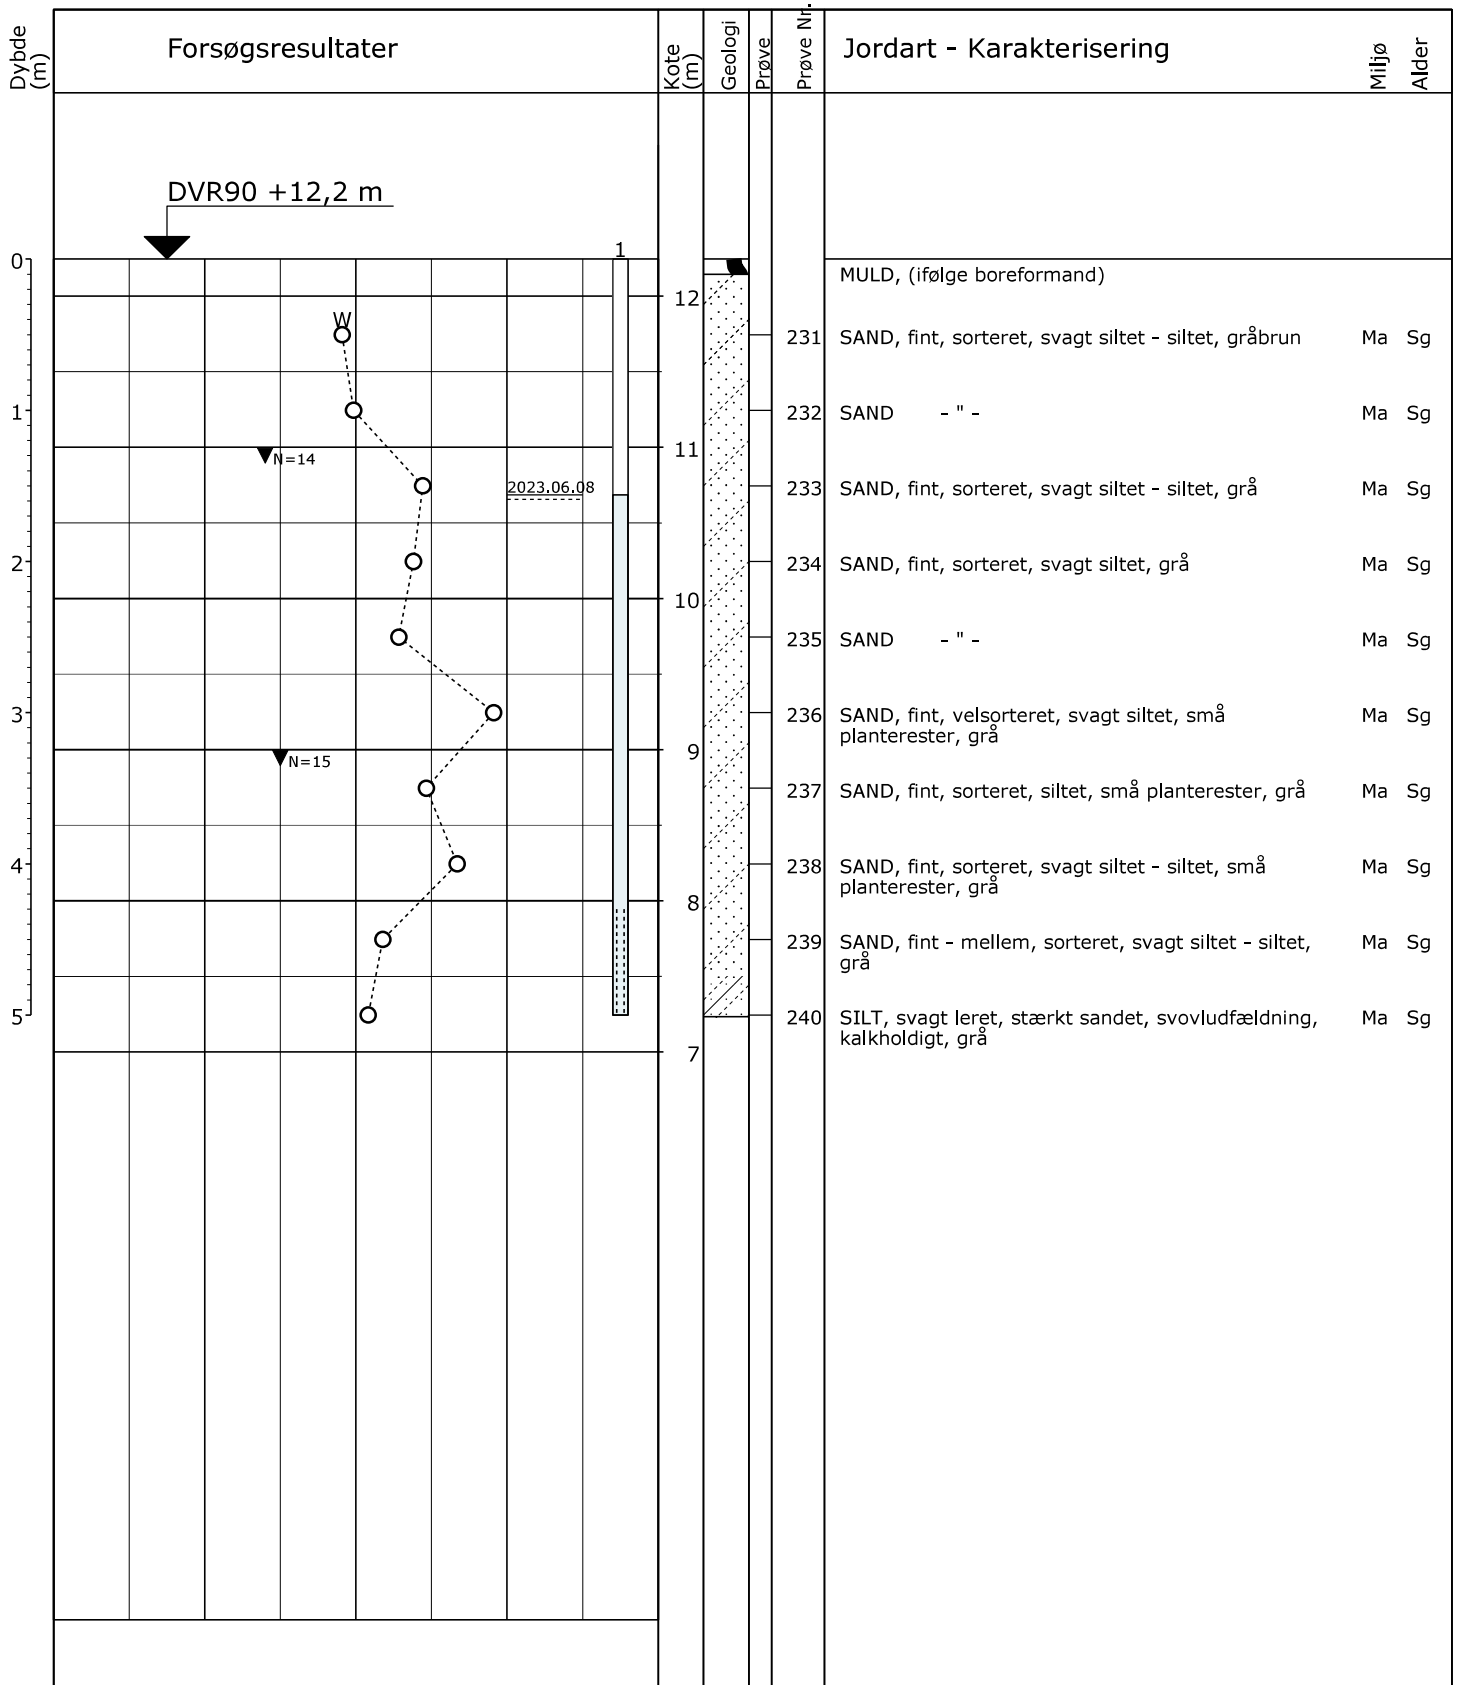 Dybde
(m)
Forsøgsresultater
Kote
(m)
Geologi
Prøve
Prøve Nr.
Jordart - Karakterisering
Miljø
Alder
DVR90 +12,2 m
1
0
MULD, (ifølge boreformand)
12
W
231 SAND, fint, sorteret, svagt siltet - siltet, gråbrun Ma Sg
1
232 SAND - " - Ma Sg
11
N=14
2023.06.08
233 SAND, fint, sorteret, svagt siltet - siltet, grå Ma Sg
2
234 SAND, fint, sorteret, svagt siltet, grå Ma Sg
10
235 SAND - " - Ma Sg
3
236 SAND, fint, velsorteret, svagt siltet, små Ma Sg
planterester, grå
9
N=15
237 SAND, fint, sorteret, siltet, små planterester, grå Ma Sg
4
238 SAND, fint, sorteret, svagt siltet - siltet, små Ma Sg
planterester, grå
8
239 SAND, fint - mellem, sorteret, svagt siltet - siltet, Ma Sg
grå
5
240 SILT, svagt leret, stærkt sandet, svovludfældning, Ma Sg
kalkholdigt, grå
7